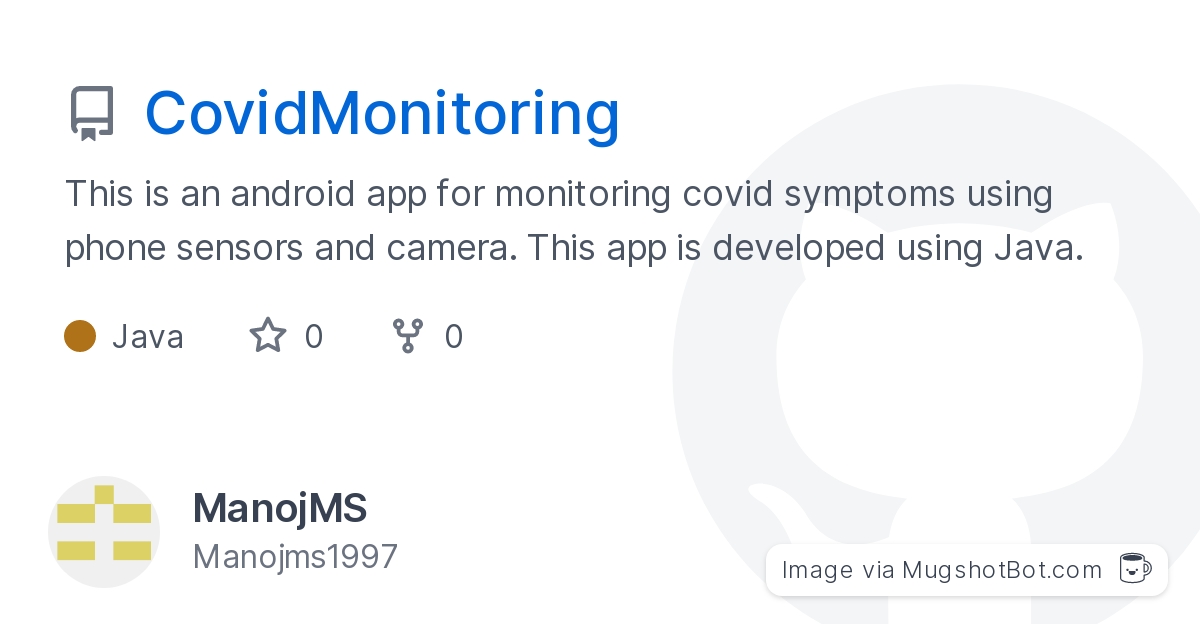 CovidMonitoring
This is an android app for monitoring covid symptoms using
phone sensors and camera. This app is developed using Java.
Java 0 0
ManojMS
Manojms1997
Image via MugshotBot.com